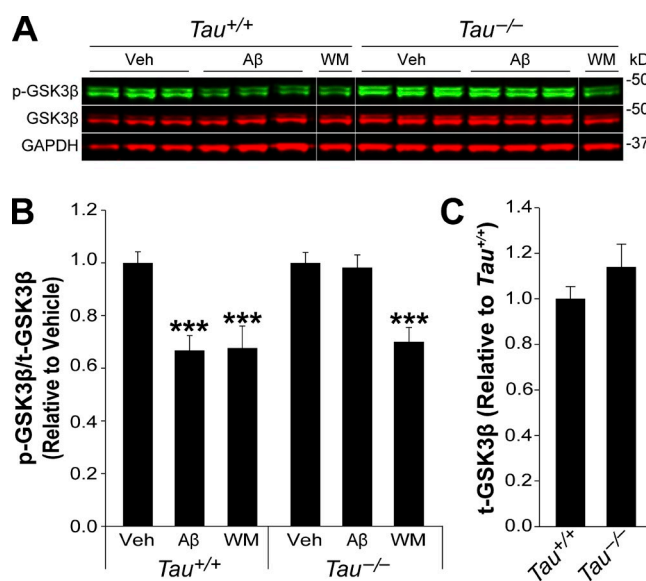 A
Tau+/+ Tau−/−
Veh Aβ WM Veh Aβ WM kD
p-GSK3β -50
GSK3β -50
GAPDH -37
B
p-GSK3β/t-GSK3β
(Relative to Vehicle)
1.2
1.0
0.8
0.6
0.4
0.2
0.0
*** *** ***
Veh Aβ WM Veh Aβ WM
Tau+/+ Tau−/−
C
t-GSK3β (Relative to Tau+/+)
1.4
1.2
1.0
0.8
0.6
0.4
0.2
0.0
Tau+/+ Tau−/−